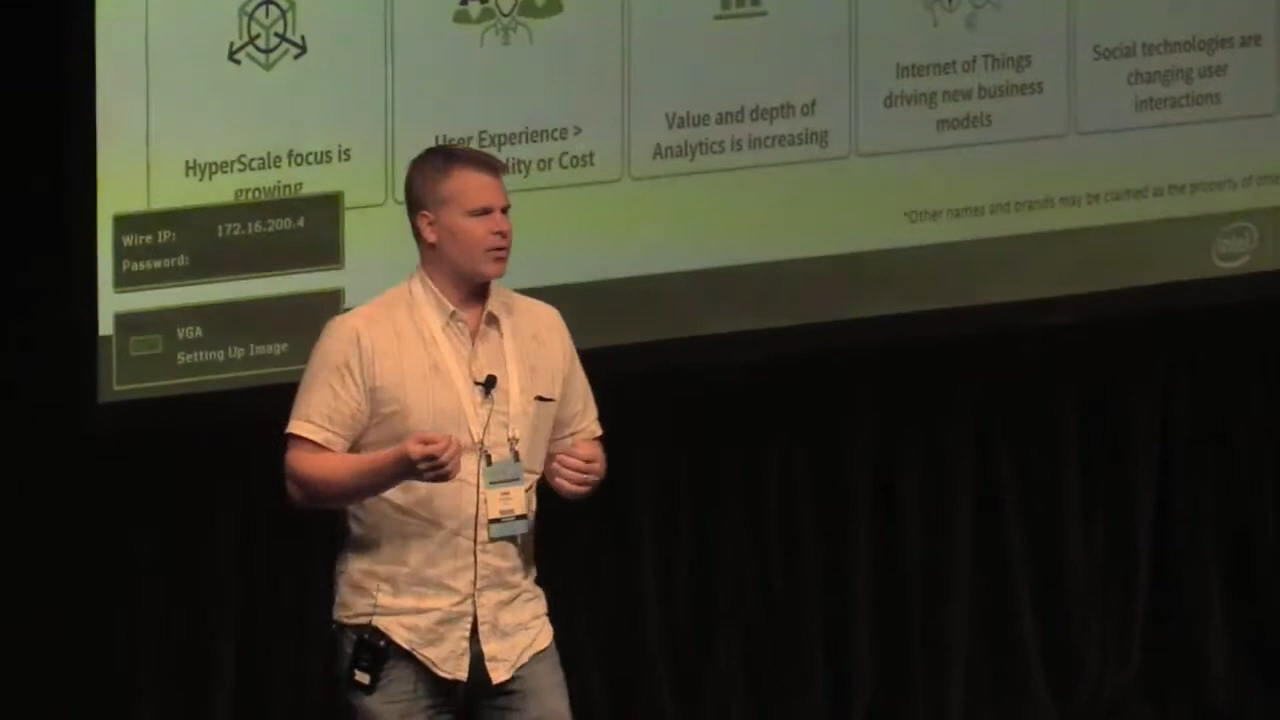 HyperScale focus is
growing
User Experience >
lity or Cost
Value and depth of
Analytics is increasing
Internet of Things
driving new business
models
Social technologies are
changing user
interactions
*Other names and brands may be claimed as the property of
intel
Wire IP: 172.16.200.4
Password:
VGA
Setting Up Image